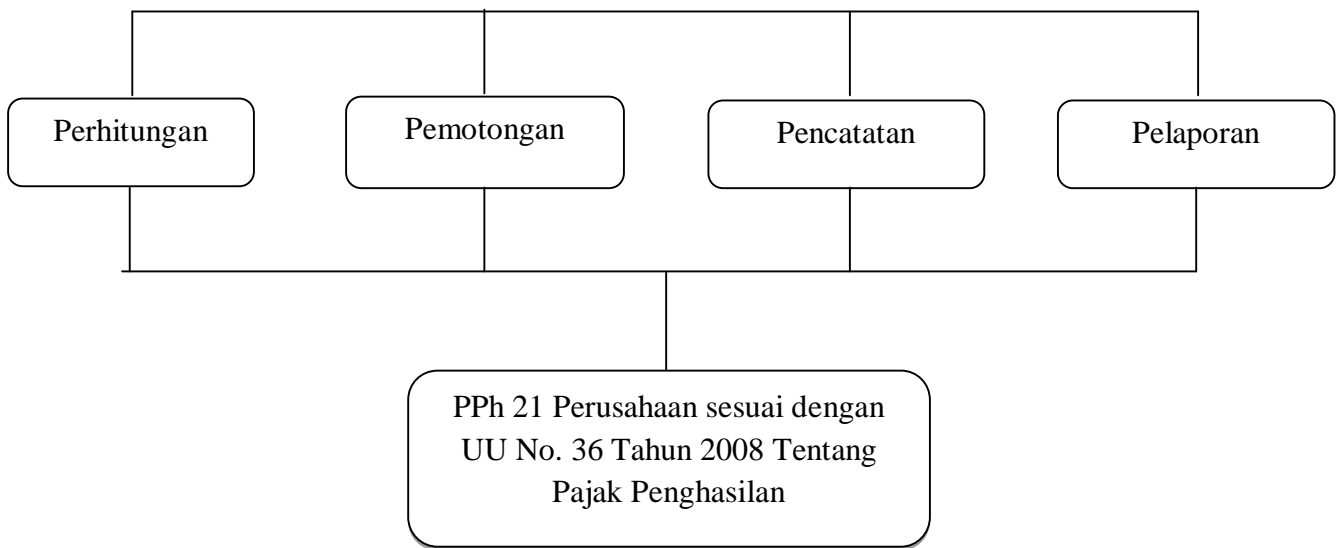 Perhitungan
Pemotongan
Pencatatan
Pelaporan
PPh 21 Perusahaan sesuai dengan
UU No. 36 Tahun 2008 Tentang
Pajak Penghasilan